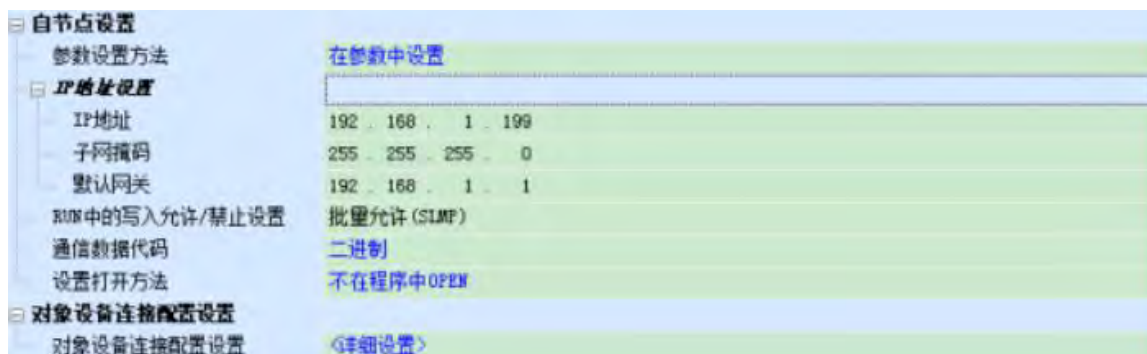 自节点设置
参数设置方法 在参数中设置
IP地址设置
IP地址 192 . 168 . 1 . 199
子网掩码 255 . 255 . 255 . 0
默认网关 192 . 168 . 1 . 1
RUN中的写入允许/禁止设置 批量允许(SLMP)
通信数据代码 二进制
设置打开方法 不在程序中OPEN
对象设备连接配置设置
对象设备连接配置设置 <详细设置>